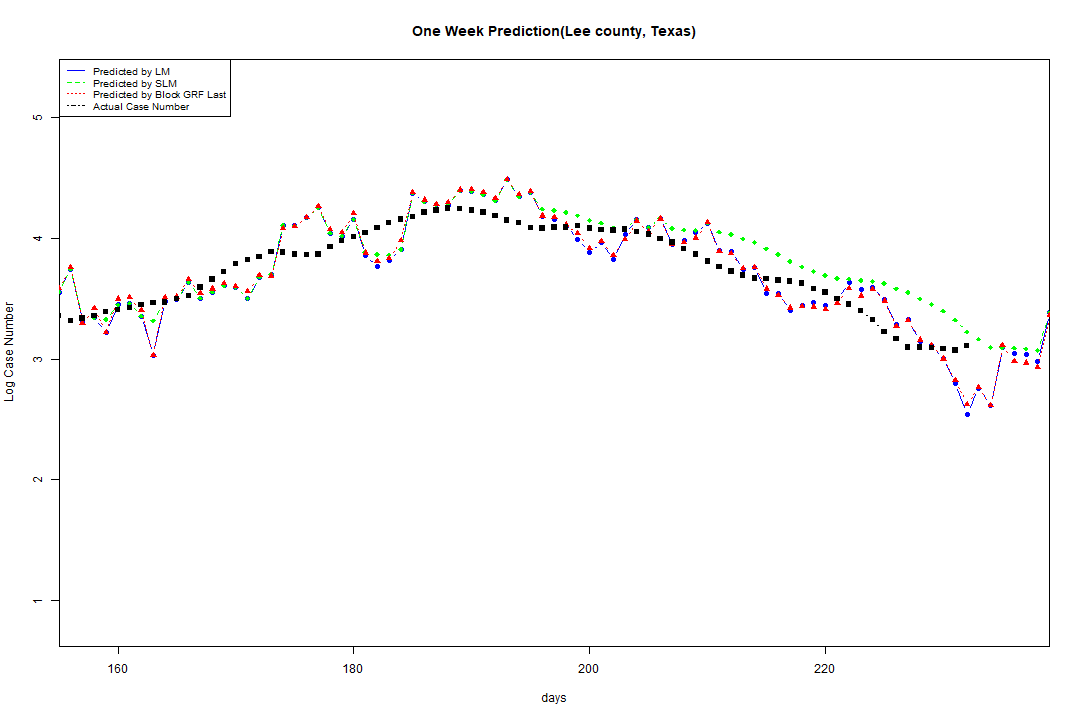 One Week Prediction(Lee county, Texas)
Predicted by LM
Predicted by SLM
Predicted by Block GRF Last
Actual Case Number
5
4
3
2
1
Log Case Number
160
180
200
220
days